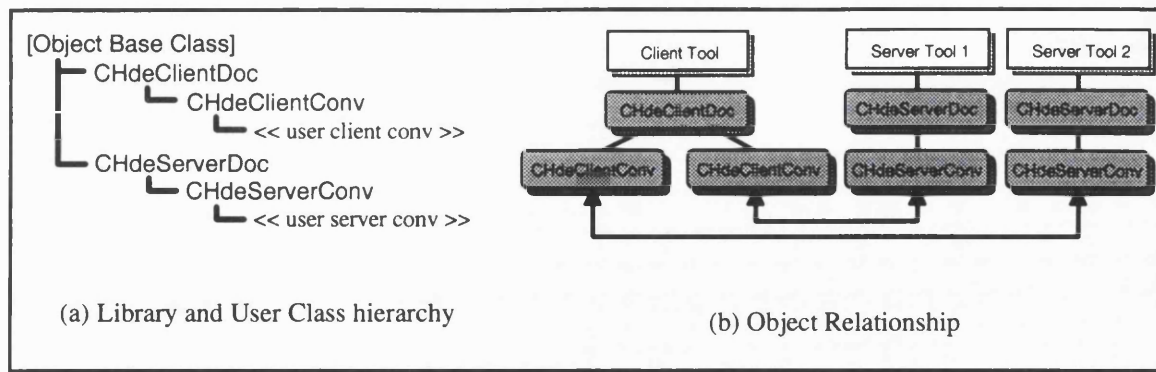 [Object Base Class]
CHdeClientDoc
CHdeClientConv
<< user client conv >>
CHdeServerDoc
CHdeServerConv
<< user server conv >>
(a) Library and User Class hierarchy
Client Tool
Server Tool 1
Server Tool 2
CHdeClientDoc
CHdeServerDoc
CHdeServerDoc
CHdeClientConv
CHdeClientConv
CHdeServerConv
CHdeServerConv
(b) Object Relationship